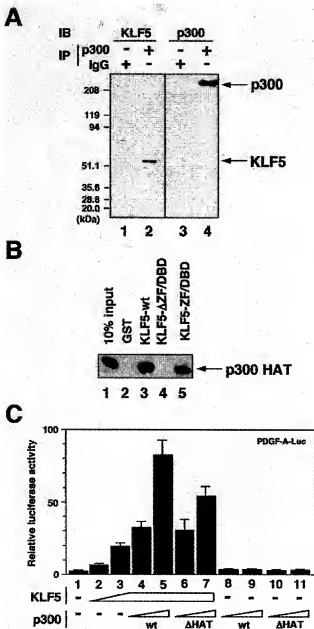 A
IB KLF5 p300
IP p300 - + - +
IgG + - + -
208
119
94
51.1
35.6
28.8
20.0
(kDa)
p300
KLF5
1 2 3 4
B
10% input
GST
KLF5-wt
KLF5-ΔZF/DBD
KLF5-ZF/DBD
p300 HAT
1 2 3 4 5
C
PDGF-A-Luc
Relative luciferase activity
100
50
0
1 2 3 4 5 6 7 8 9 10 11
KLF5 - - - - -
p300 - - -
wt ΔHAT wt ΔHAT